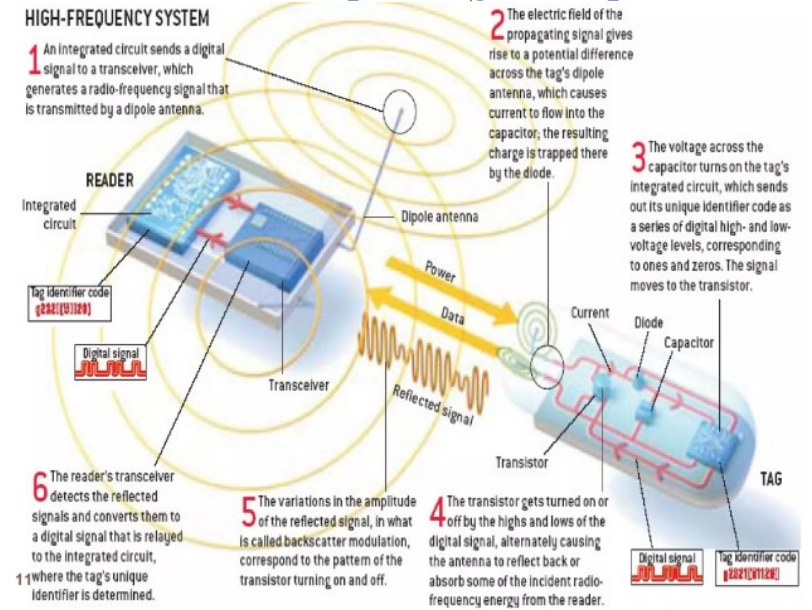 HIGH-FREQUENCY SYSTEM
1 An integrated circuit sends a digital
signal to a transceiver, which
generates a radio-frequency signal that
is transmitted by a dipole antenna.
2 The electric field of the
propagating signal gives
rise to a potential difference
across the tag's dipole
antenna, which causes
current to flow into the
capacitor; the resulting
charge is trapped there
by the diode.
3 The voltage across the
capacitor turns on the tag's
integrated circuit, which sends
out its unique identifier code as
a series of digital high- and low-
voltage levels, corresponding
to ones and zeros. The signal
moves to the transistor.
READER
Integrated
circuit
Dipole antenna
Tag identifier code
Digital signal
Transceiver
Power
Data
Reflected signal
Current
Diode
Capacitor
Transistor
TAG
Digital signal
Tag identifier code
4 The transistor gets turned on or
off by the highs and lows of the
digital signal, alternately causing
the antenna to reflect back or
absorb some of the incident radio-
frequency energy from the reader.
5 The variations in the amplitude
of the reflected signal, in what
is called backscatter modulation,
correspond to the pattern of the
transistor turning on and off.
6 The reader's transceiver
detects the reflected
signals and converts them to
a digital signal that is relayed
to the integrated circuit,
where the tag's unique
identifier is determined.
11